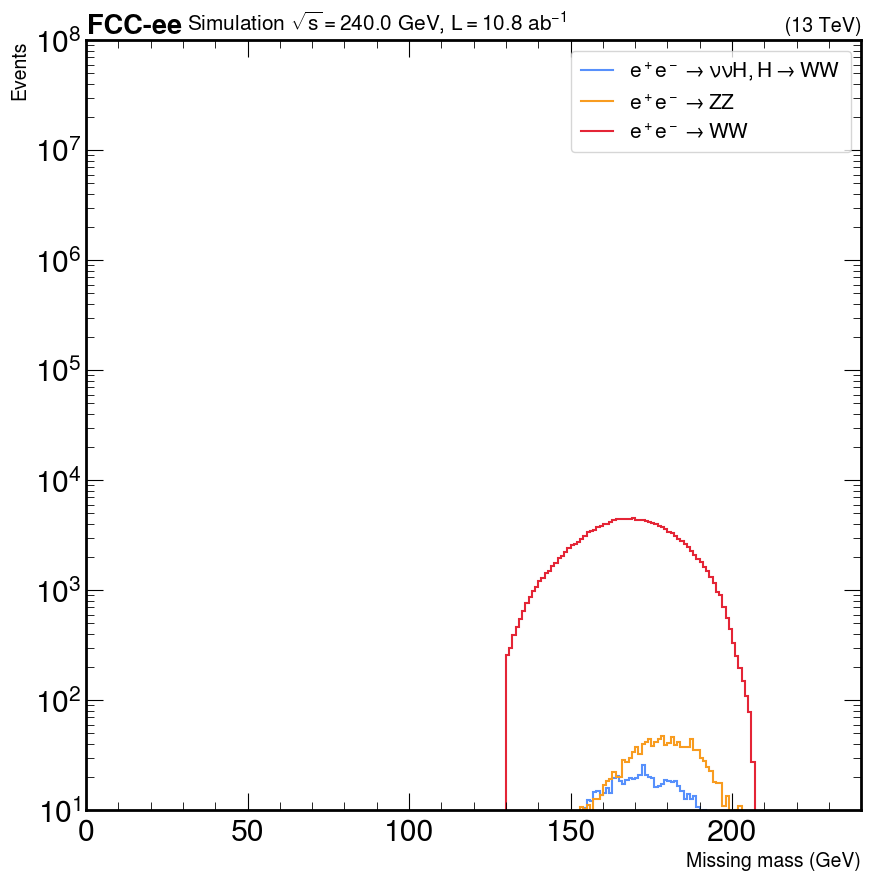 FCC-ee Simulation √s = 240.0 GeV, L = 10.8 ab⁻¹ (13 TeV)
Events
10⁸
10⁷
10⁶
10⁵
10⁴
10³
10²
10¹
e⁺e⁻ → ννH, H → WW
e⁺e⁻ → ZZ
e⁺e⁻ → WW
0 50 100 150 200
Missing mass (GeV)